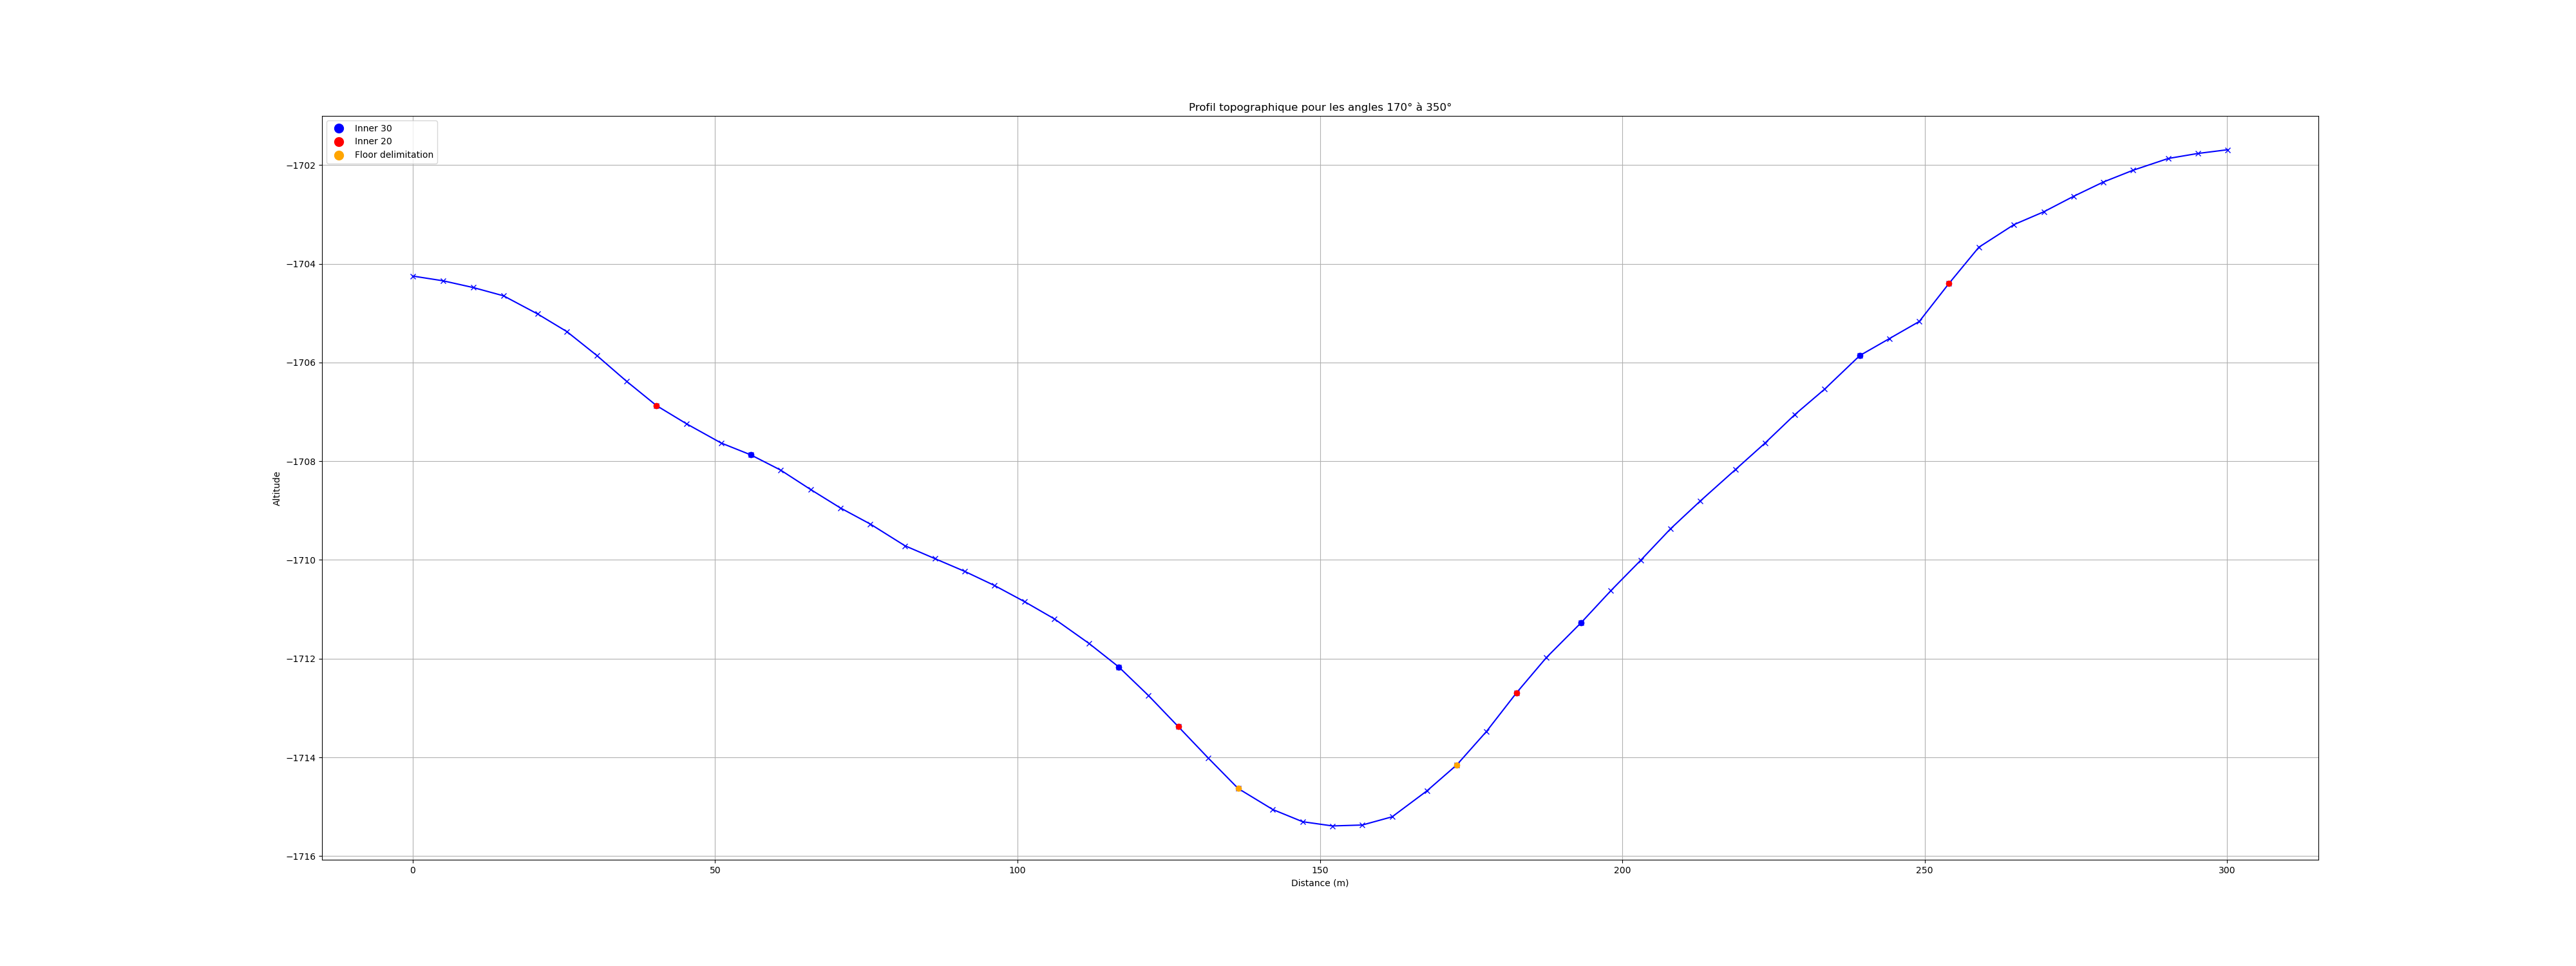 Profil topographique pour les angles 170° à 350°
Inner 30
Inner 20
Floor delimitation
−1702
−1704
−1706
−1708
−1710
−1712
−1714
−1716
Altitude
0 50 100 150 200 250 300
Distance (m)